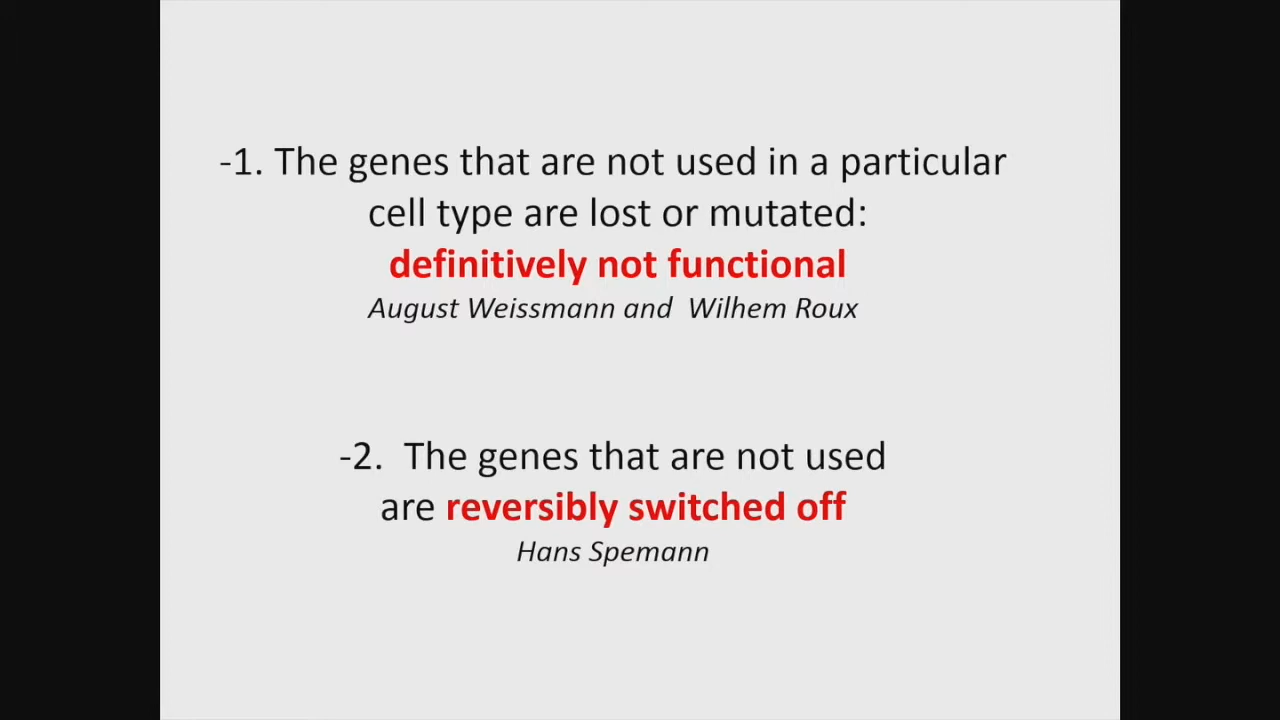 -1. The genes that are not used in a particular
cell type are lost or mutated:
definitively not functional
August Weissmann and  Wilhem Roux
-2.  The genes that are not used
are reversibly switched off
Hans Spemann